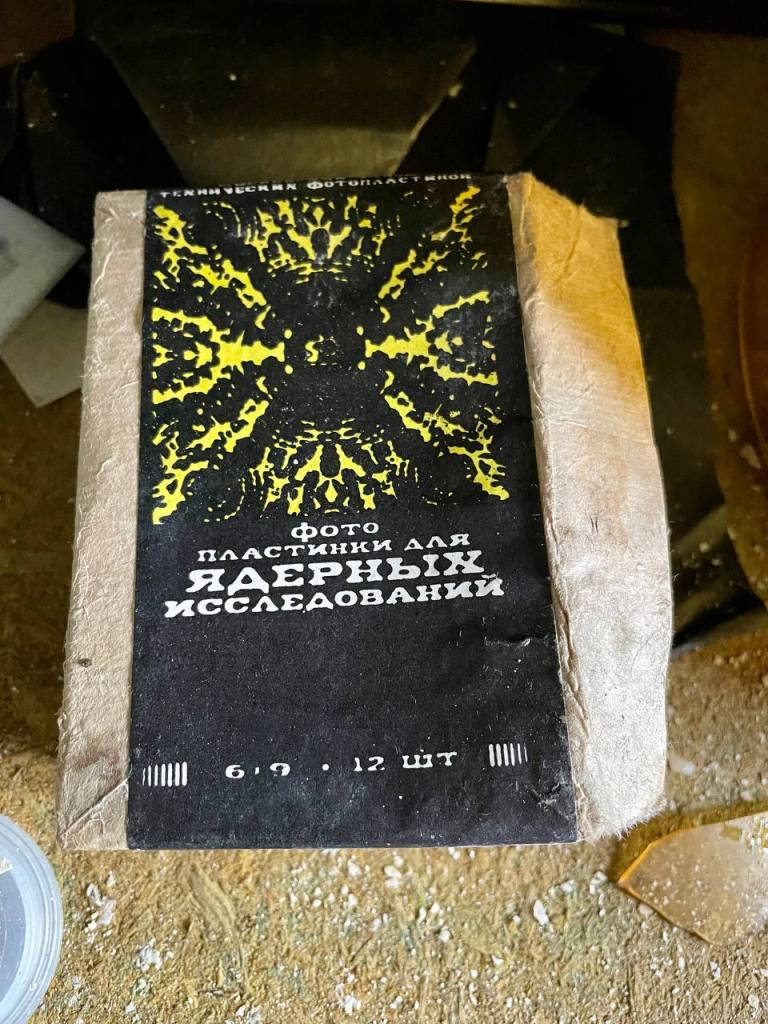 ТЕХНИЧЕСКИХ ФОТОПЛАСТИНОК
ФОТО
ПЛАСТИНКИ ДЛЯ
ЯДЕРНЫХ
ИССЛЕДОВАНИЙ
6×9 • 12 ШТ